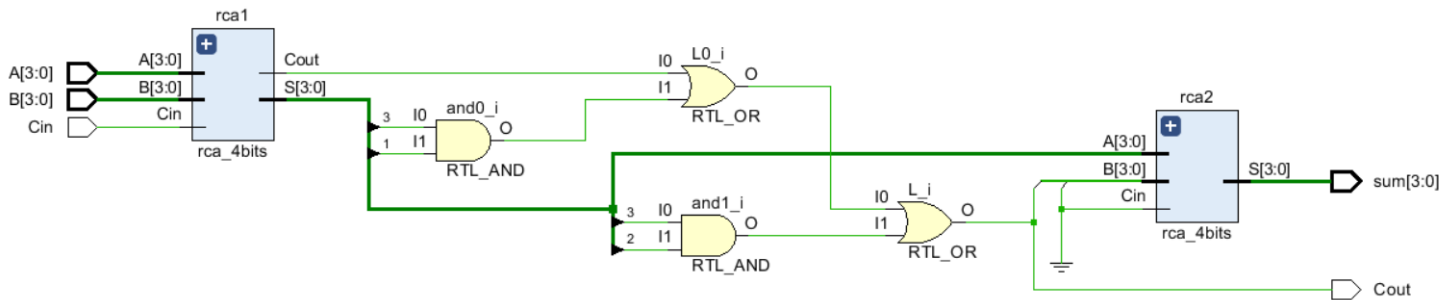 rca1
A[3:0]
B[3:0]
Cin
A[3:0]
B[3:0]
Cin
Cout
S[3:0]
rca_4bits
3
1
and0_i
I0
I1
O
RTL_AND
L0_i
I0
I1
O
RTL_OR
3
2
and1_i
I0
I1
O
RTL_AND
L_i
I0
I1
O
RTL_OR
rca2
A[3:0]
B[3:0]
Cin
S[3:0]
rca_4bits
sum[3:0]
Cout